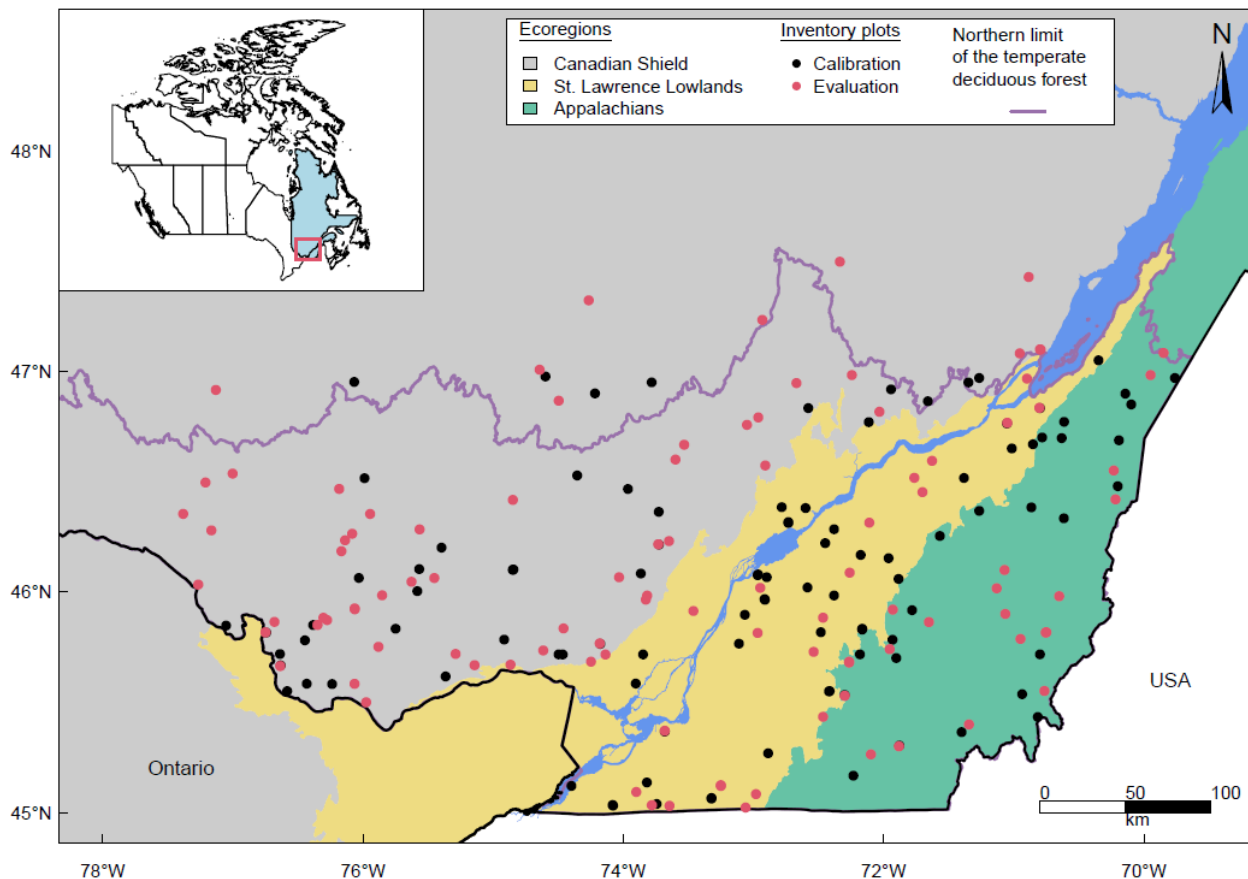 Ecoregions
Canadian Shield
St. Lawrence Lowlands
Appalachians
Inventory plots
Calibration
Evaluation
Northern limit
of the temperate
deciduous forest
N
48°N
47°N
46°N
45°N
Ontario
USA
0 50 100
km
78°W 76°W 74°W 72°W 70°W